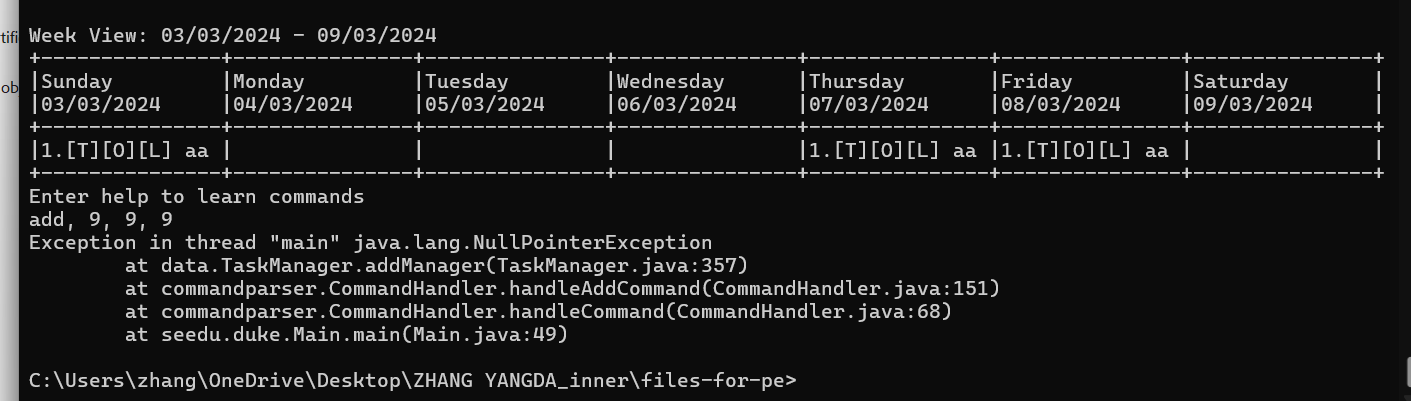 tifi
ob
Week View: 03/03/2024 - 09/03/2024
+---------------+---------------+---------------+---------------+---------------+---------------+---------------+
|Sunday         |Monday         |Tuesday        |Wednesday      |Thursday       |Friday         |Saturday       |
|03/03/2024     |04/03/2024     |05/03/2024     |06/03/2024     |07/03/2024     |08/03/2024     |09/03/2024     |
+---------------+---------------+---------------+---------------+---------------+---------------+---------------+
|1.[T][O][L] aa |               |               |               |1.[T][O][L] aa |1.[T][O][L] aa |               |
+---------------+---------------+---------------+---------------+---------------+---------------+---------------+
Enter help to learn commands
add, 9, 9, 9
Exception in thread "main" java.lang.NullPointerException
        at data.TaskManager.addManager(TaskManager.java:357)
        at commandparser.CommandHandler.handleAddCommand(CommandHandler.java:151)
        at commandparser.CommandHandler.handleCommand(CommandHandler.java:68)
        at seedu.duke.Main.main(Main.java:49)
C:\Users\zhang\OneDrive\Desktop\ZHANG YANGDA_inner\files-for-pe>